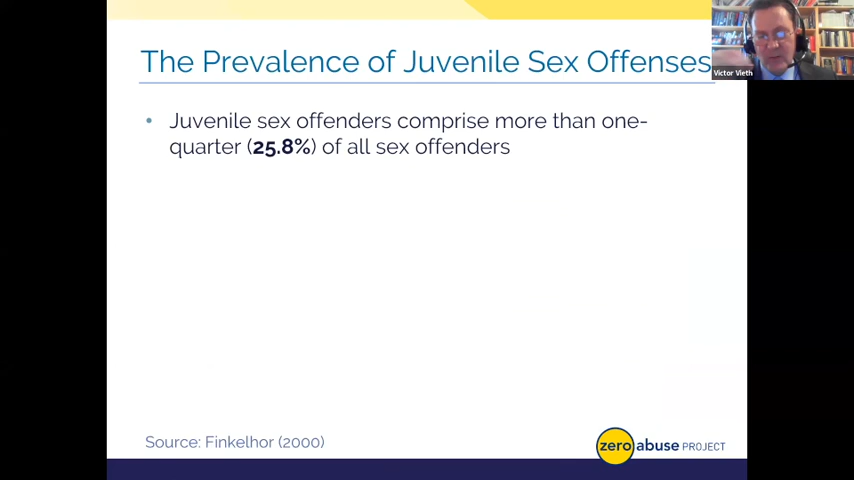 The Prevalence of Juvenile Sex Offenses
Victor Vieth
• Juvenile sex offenders comprise more than one-
quarter (25.8%) of all sex offenders
Source: Finkelhor (2000)
zero abuse PROJECT